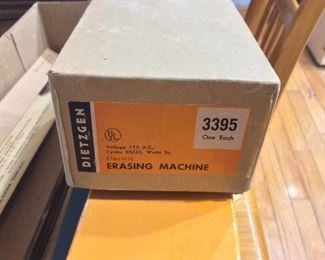 DIETZGEN
UL
3395
One Each
Voltage 115 A.C.,
Cycles 50/60, Watts 35
Electric
ERASING MACHINE